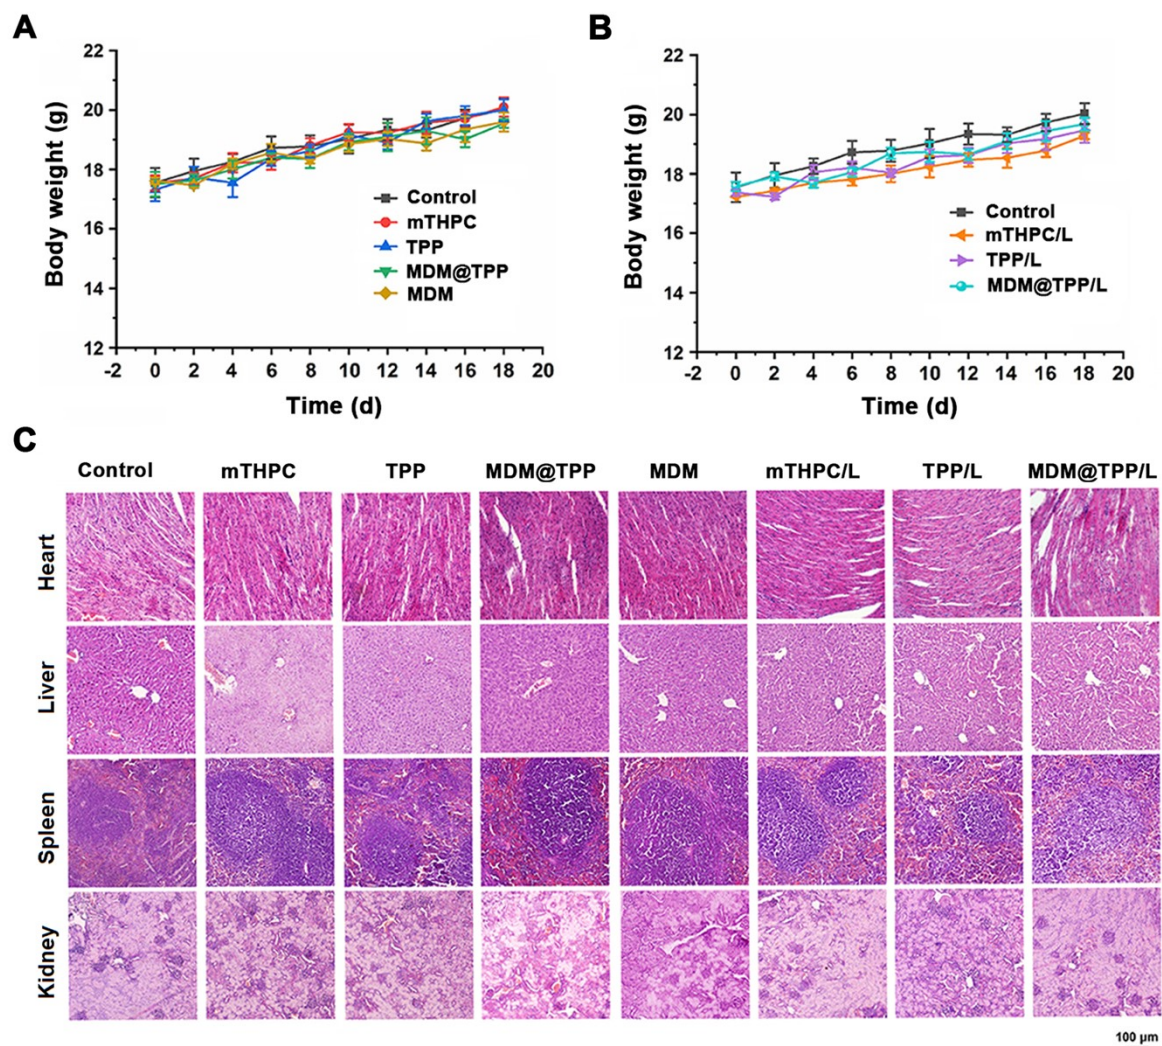 A
B
22
20
18
16
14
12
Body weight (g)
Control
mTHPC
TPP
MDM@TPP
MDM
-2 0 2 4 6 8 10 12 14 16 18 20
Time (d)
22
20
18
16
14
12
Body weight (g)
Control
mTHPC/L
TPP/L
MDM@TPP/L
-2 0 2 4 6 8 10 12 14 16 18 20
Time (d)
C
Control mTHPC TPP MDM@TPP MDM mTHPC/L TPP/L MDM@TPP/L
Heart
Liver
Spleen
Kidney
100 µm